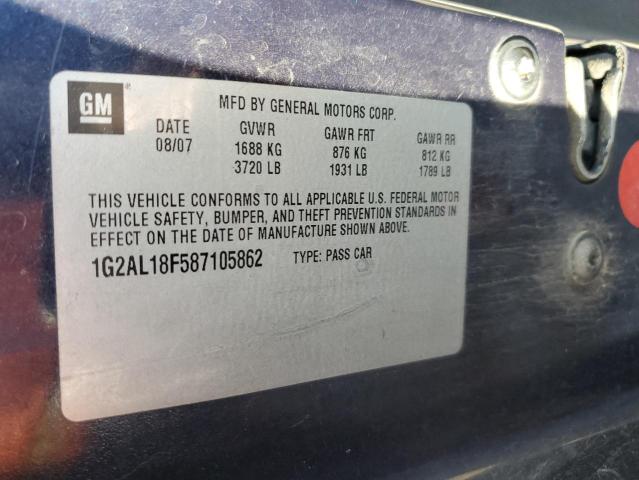 GM
®
MFD BY GENERAL MOTORS CORP.
DATE GVWR GAWR FRT GAWR RR
08/07 1688 KG 876 KG 812 KG
3720 LB 1931 LB 1789 LB
THIS VEHICLE CONFORMS TO ALL APPLICABLE U.S. FEDERAL MOTOR
VEHICLE SAFETY, BUMPER, AND THEFT PREVENTION STANDARDS IN
EFFECT ON THE DATE OF MANUFACTURE SHOWN ABOVE.
1G2AL18F587105862 TYPE: PASS CAR